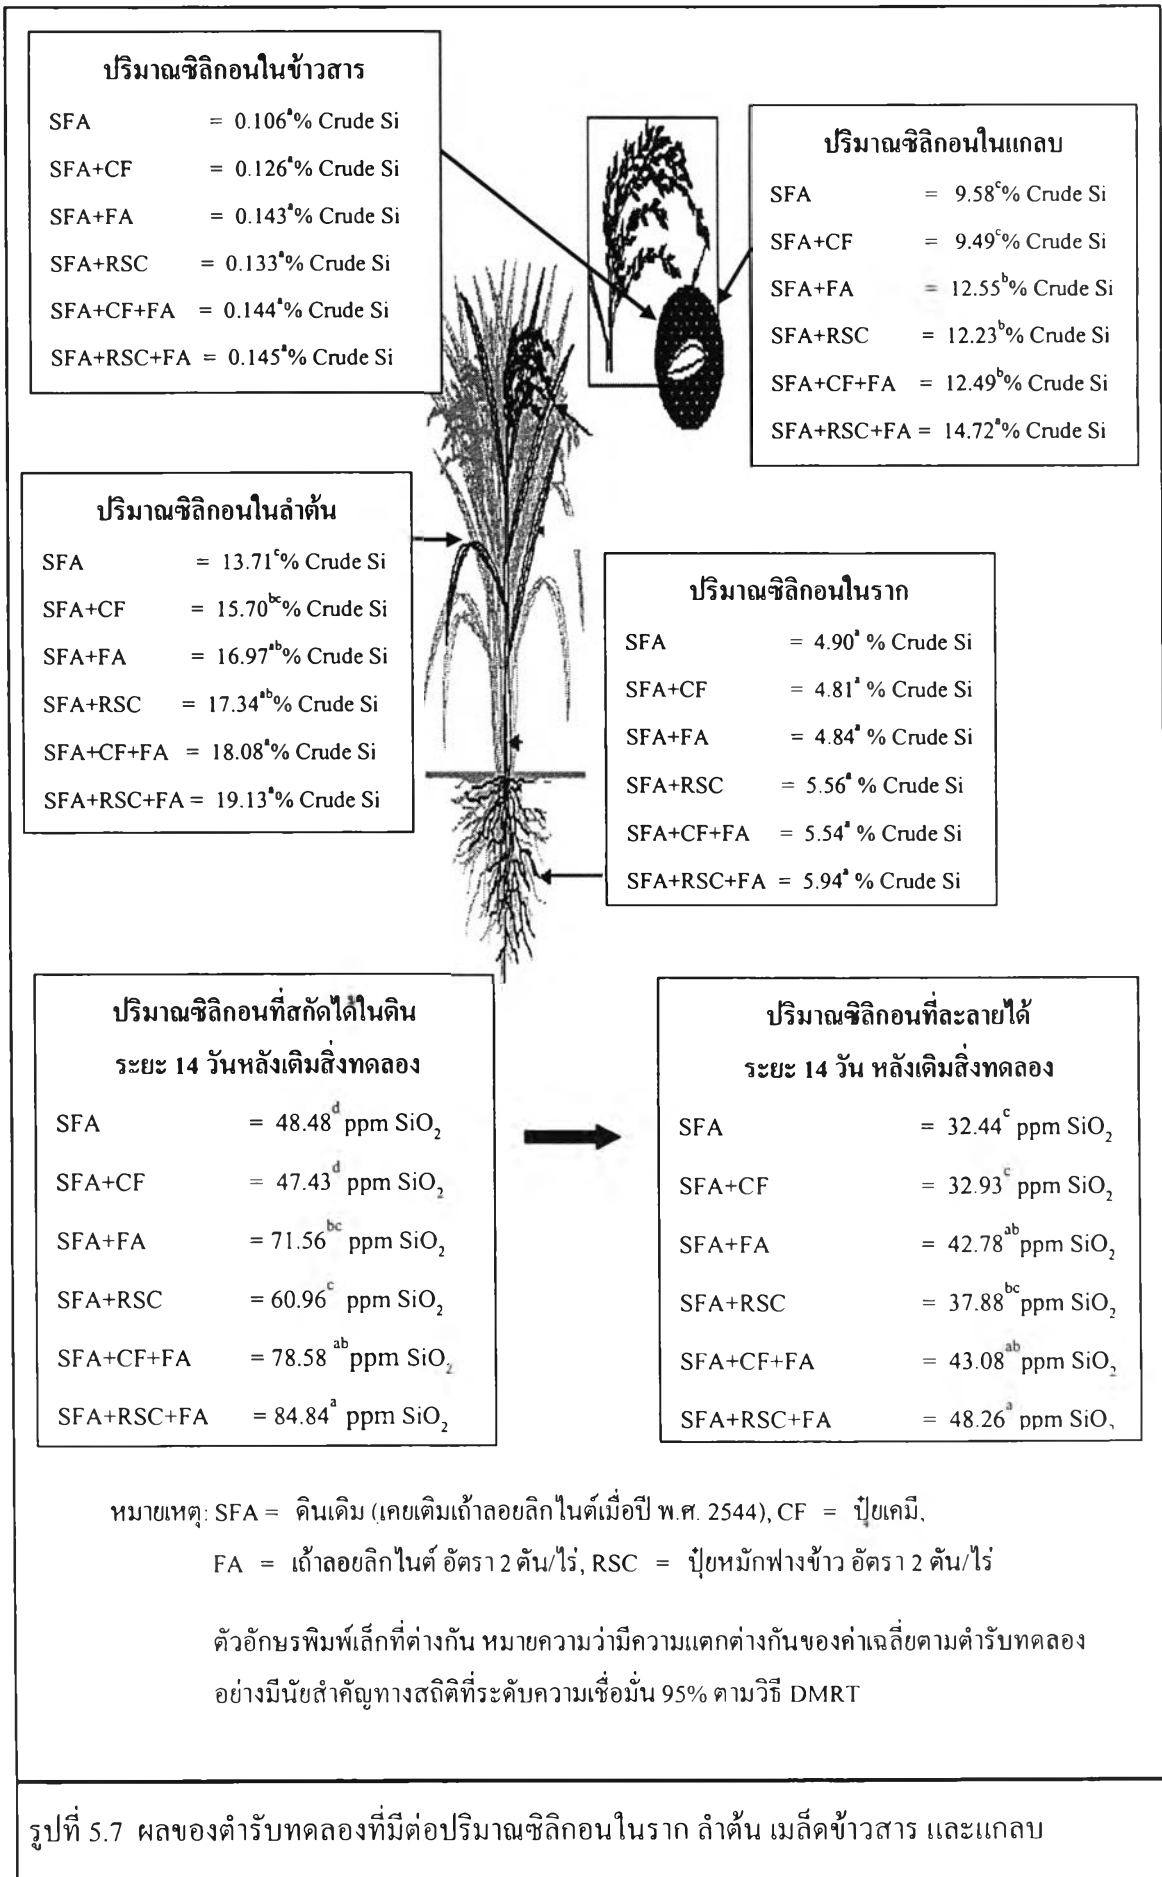 ปริมาณซิลิกอนในข้าวสาร
SFA = 0.106ᵃ% Crude Si
SFA+CF = 0.126ᵃ% Crude Si
SFA+FA = 0.143ᵃ% Crude Si
SFA+RSC = 0.133ᵃ% Crude Si
SFA+CF+FA = 0.144ᵃ% Crude Si
SFA+RSC+FA = 0.145ᵃ% Crude Si
ปริมาณซิลิกอนในแกลบ
SFA = 9.58ᶜ% Crude Si
SFA+CF = 9.49ᶜ% Crude Si
SFA+FA = 12.55ᵇ% Crude Si
SFA+RSC = 12.23ᵇ% Crude Si
SFA+CF+FA = 12.49ᵇ% Crude Si
SFA+RSC+FA = 14.72ᵃ% Crude Si
ปริมาณซิลิกอนในลำต้น
SFA = 13.71ᶜ% Crude Si
SFA+CF = 15.70ᵇᶜ% Crude Si
SFA+FA = 16.97ᵃᵇ% Crude Si
SFA+RSC = 17.34ᵃᵇ% Crude Si
SFA+CF+FA = 18.08ᵃ% Crude Si
SFA+RSC+FA = 19.13ᵃ% Crude Si
ปริมาณซิลิกอนในราก
SFA = 4.90ᵃ % Crude Si
SFA+CF = 4.81ᵃ % Crude Si
SFA+FA = 4.84ᵃ % Crude Si
SFA+RSC = 5.56ᵃ % Crude Si
SFA+CF+FA = 5.54ᵃ % Crude Si
SFA+RSC+FA = 5.94ᵃ % Crude Si
ปริมาณซิลิกอนที่สกัดได้ในดิน
ระยะ 14 วันหลังเติมสิ่งทดลอง
SFA = 48.48ᵈ ppm SiO₂
SFA+CF = 47.43ᵈ ppm SiO₂
SFA+FA = 71.56ᵇᶜ ppm SiO₂
SFA+RSC = 60.96ᶜ ppm SiO₂
SFA+CF+FA = 78.58 ᵃᵇppm SiO₂
SFA+RSC+FA = 84.84ᵃ ppm SiO₂
ปริมาณซิลิกอนที่ละลายได้
ระยะ 14 วัน หลังเติมสิ่งทดลอง
SFA = 32.44ᶜ ppm SiO₂
SFA+CF = 32.93ᶜ ppm SiO₂
SFA+FA = 42.78ᵃᵇppm SiO₂
SFA+RSC = 37.88ᵇᶜppm SiO₂
SFA+CF+FA = 43.08ᵃᵇppm SiO₂
SFA+RSC+FA = 48.26ᵃ ppm SiO₂
หมายเหตุ: SFA = ดินเดิม (เคยเติมเถ้าลอยลิกไนต์เมื่อปี พ.ศ. 2544), CF = ปุ๋ยเคมี,
FA = เถ้าลอยลิกไนต์ อัตรา 2 ตัน/ไร่, RSC = ปุ๋ยหมักฟางข้าว อัตรา 2 ตัน/ไร่
ตัวอักษรพิมพ์เล็กที่ต่างกัน หมายความว่ามีความแตกต่างกันของค่าเฉลี่ยตามตำรับทดลอง
อย่างมีนัยสำคัญทางสถิติที่ระดับความเชื่อมั่น 95% ตามวิธี DMRT
รูปที่ 5.7 ผลของตำรับทดลองที่มีต่อปริมาณซิลิกอนในราก ลำต้น เมล็ดข้าวสาร และแกลบ